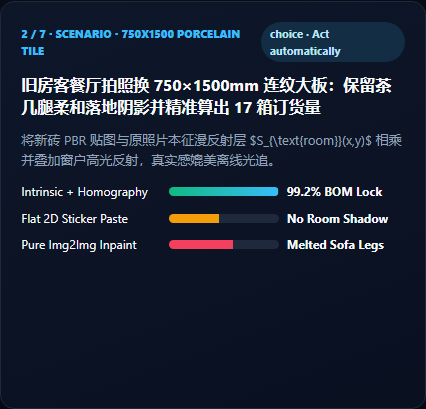 2 / 7 · SCENARIO · 750X1500 PORCELAIN
TILE
choice · Act
automatically
旧房客餐厅拍照换 750×1500mm 连纹大板：保留茶
几腿柔和落地阴影并精准算出 17 箱订货量
将新砖 PBR 贴图与原照片本征漫反射层 $S_{\text{room}}(x,y)$ 相乘
并叠加窗户高光反射，真实感媲美离线光追。
Intrinsic + Homography
99.2% BOM Lock
Flat 2D Sticker Paste
No Room Shadow
Pure Img2Img Inpaint
Melted Sofa Legs